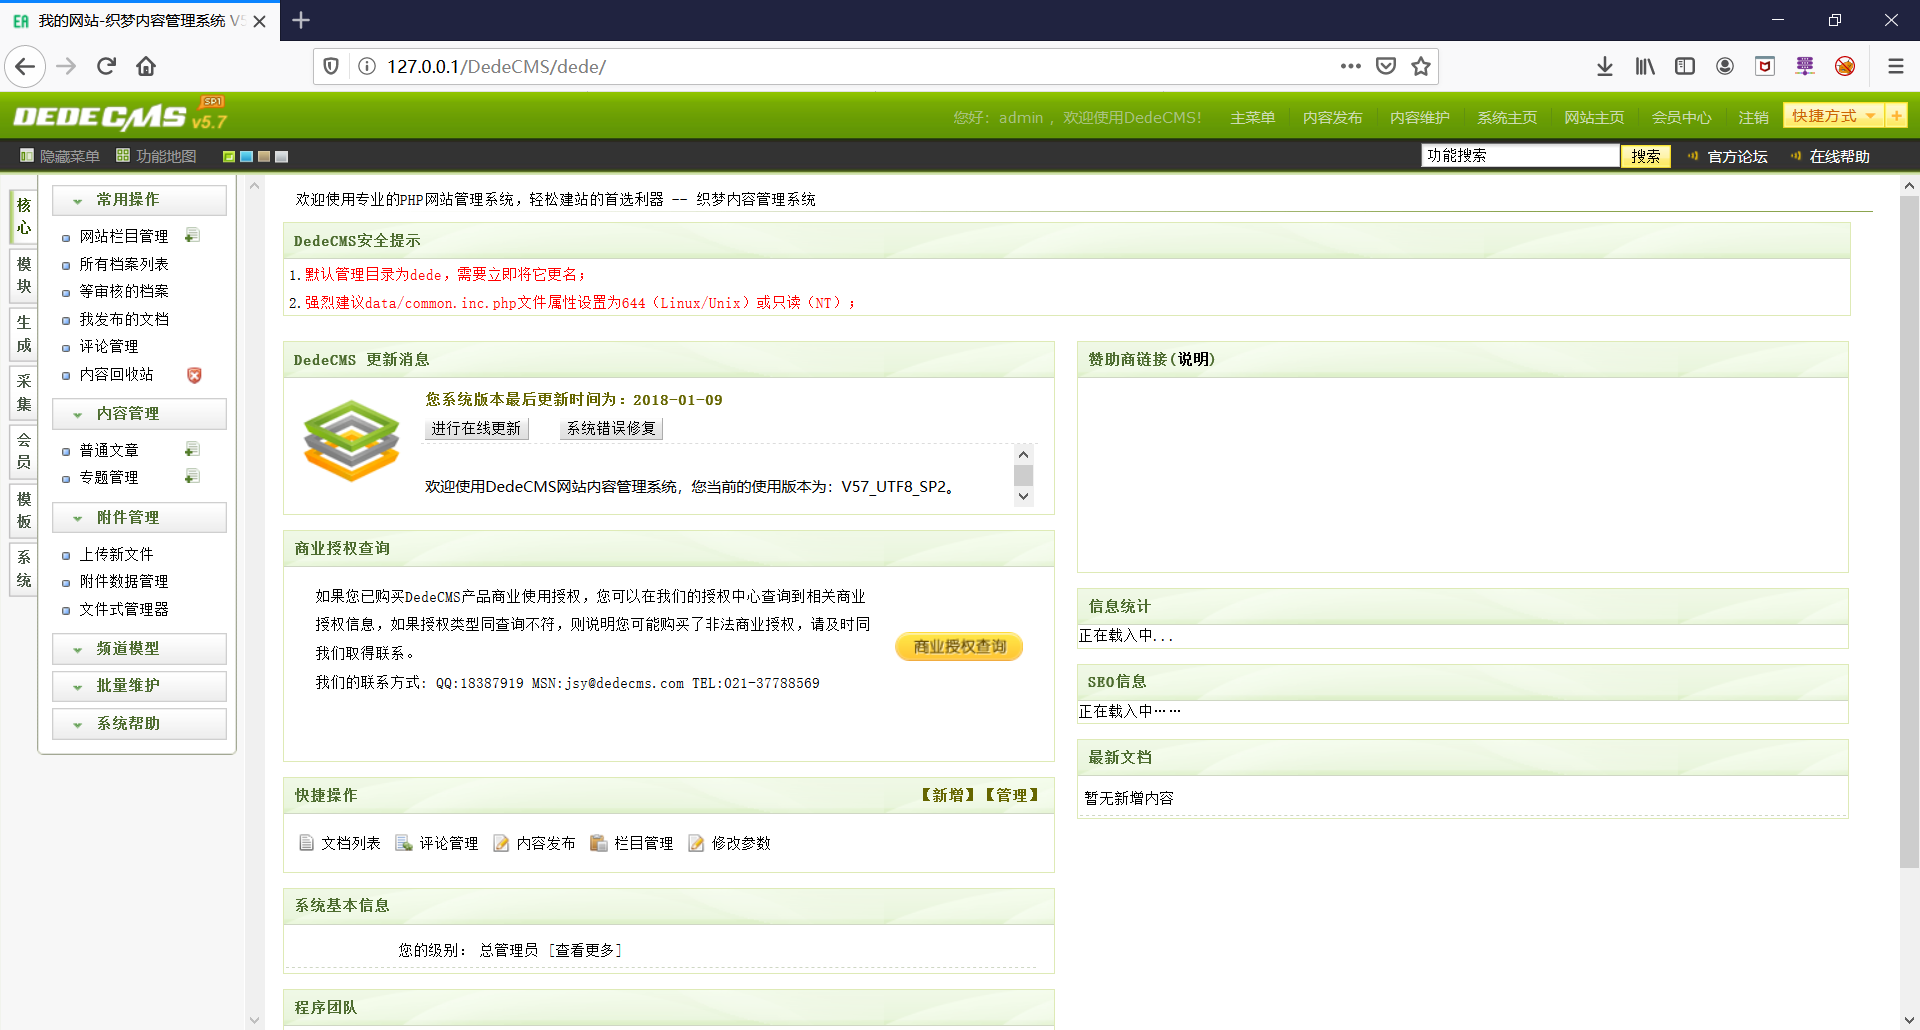 我的网站-织梦内容管理系统 V5
127.0.0.1/DedeCMS/dede/
DEDECMS v5.7 SP1
您好：admin ，欢迎使用DedeCMS！ 主菜单 内容发布 内容维护 系统主页 网站主页 会员中心 注销 快捷方式 +
隐藏菜单 功能地图 功能搜索 搜索 官方论坛 在线帮助
核心
模块
生成
采集
会员
模板
系统
常用操作
网站栏目管理
所有档案列表
等审核的档案
我发布的文档
评论管理
内容回收站
内容管理
普通文章
专题管理
附件管理
上传新文件
附件数据管理
文件式管理器
频道模型
批量维护
系统帮助
欢迎使用专业的PHP网站管理系统，轻松建站的首选利器 -- 织梦内容管理系统
DedeCMS安全提示
1.默认管理目录为dede，需要立即将它更名；
2.强烈建议data/common.inc.php文件属性设置为644（Linux/Unix）或只读（NT）；
DedeCMS 更新消息
您系统版本最后更新时间为：2018-01-09
进行在线更新 系统错误修复
欢迎使用DedeCMS网站内容管理系统，您当前的使用版本为：V57_UTF8_SP2。
商业授权查询
如果您已购买DedeCMS产品商业使用授权，您可以在我们的授权中心查询到相关商业
授权信息，如果授权类型同查询不符，则说明您可能购买了非法商业授权，请及时同
我们取得联系。
我们的联系方式: QQ:18387919 MSN:jsy@dedecms.com TEL:021-37788569
商业授权查询
快捷操作 【新增】【管理】
文档列表 评论管理 内容发布 栏目管理 修改参数
系统基本信息
您的级别： 总管理员 [查看更多]
程序团队
赞助商链接(说明)
信息统计
正在载入中...
SEO信息
正在载入中……
最新文档
暂无新增内容